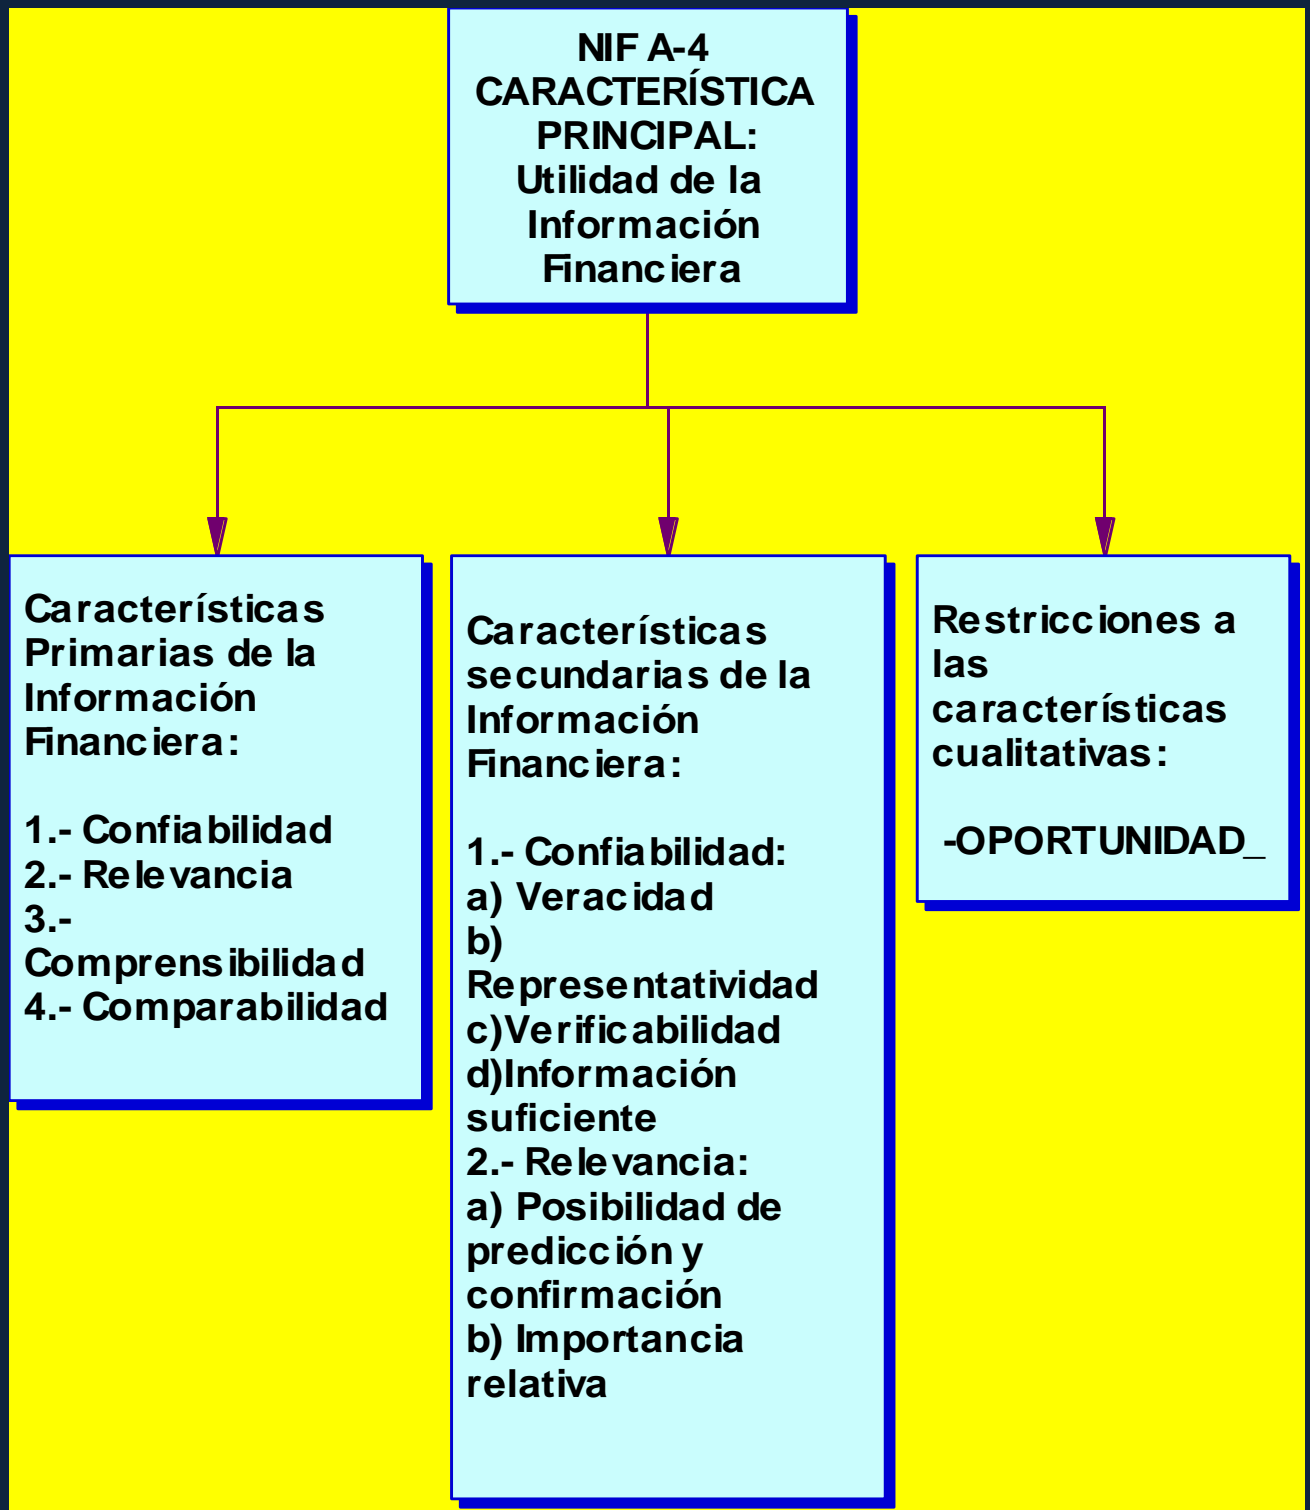 NIF A-4
CARACTERÍSTICA
PRINCIPAL:
Utilidad de la
Información
Financiera
Características
Primarias de la
Información
Financiera:
1.- Confiabilidad
2.- Relevancia
3.-
Comprensibilidad
4.- Comparabilidad
Características
secundarias de la
Información
Financiera:
1.- Confiabilidad:
a) Veracidad
b)
Representatividad
c)Verificabilidad
d)Información
suficiente
2.- Relevancia:
a) Posibilidad de
predicción y
confirmación
b) Importancia
relativa
Restricciones a
las
características
cualitativas:
-OPORTUNIDAD_